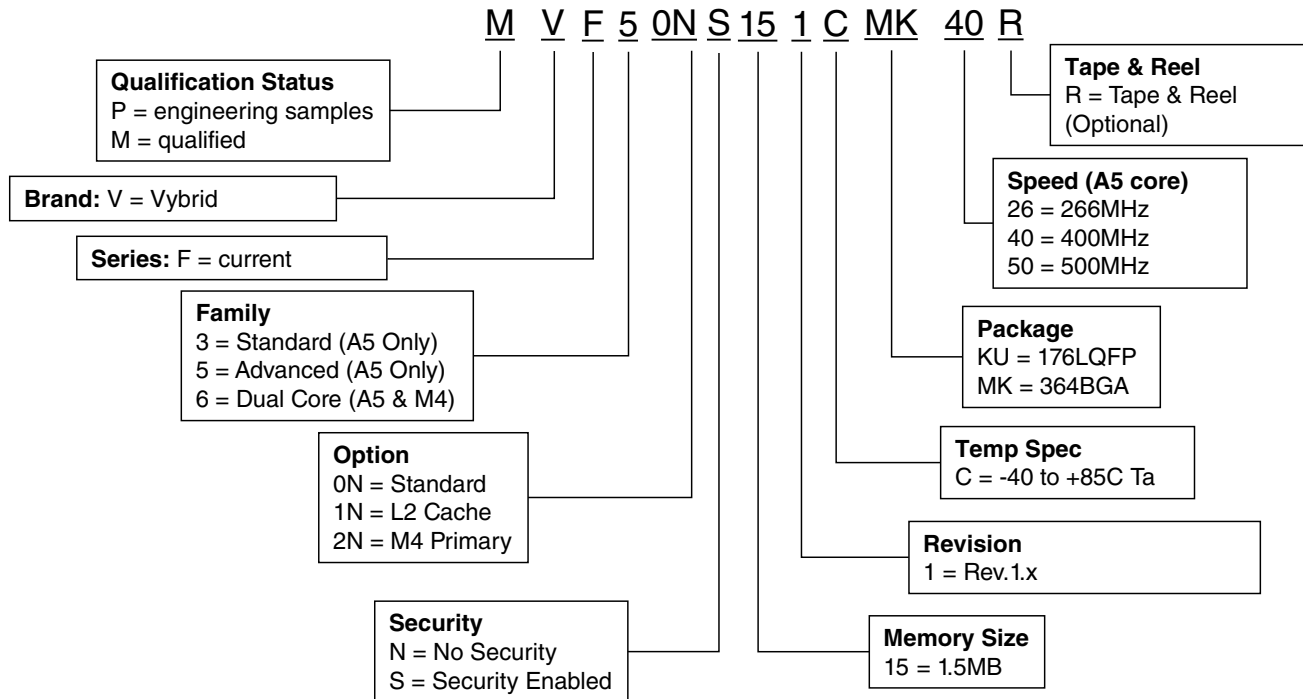 M V F 5 0N S 15 1 C MK 40 R
Qualification Status
P = engineering samples
M = qualified
Brand: V = Vybrid
Series: F = current
Family
3 = Standard (A5 Only)
5 = Advanced (A5 Only)
6 = Dual Core (A5 & M4)
Option
0N = Standard
1N = L2 Cache
2N = M4 Primary
Security
N = No Security
S = Security Enabled
Tape & Reel
R = Tape & Reel
(Optional)
Speed (A5 core)
26 = 266MHz
40 = 400MHz
50 = 500MHz
Package
KU = 176LQFP
MK = 364BGA
Temp Spec
C = -40 to +85C Ta
Revision
1 = Rev.1.x
Memory Size
15 = 1.5MB